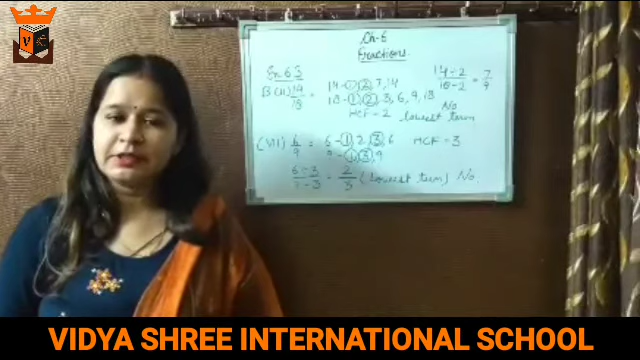 VSE
Ch-6
Fractions
Ex 6.5
B (II) 14/18 = 14 - 1, 2, 7, 14
18 - 1, 2, 3, 6, 9, 18
HCF - 2
14÷2/18÷2 = 7/9
No
lowest term
(VII) 6/9 = 6 - 1, 2, 3, 6 HCF - 3
9 - 1, 3, 9
6÷3/9÷3 = 2/3 (lowest term) No
VIDYA SHREE INTERNATIONAL SCHOOL